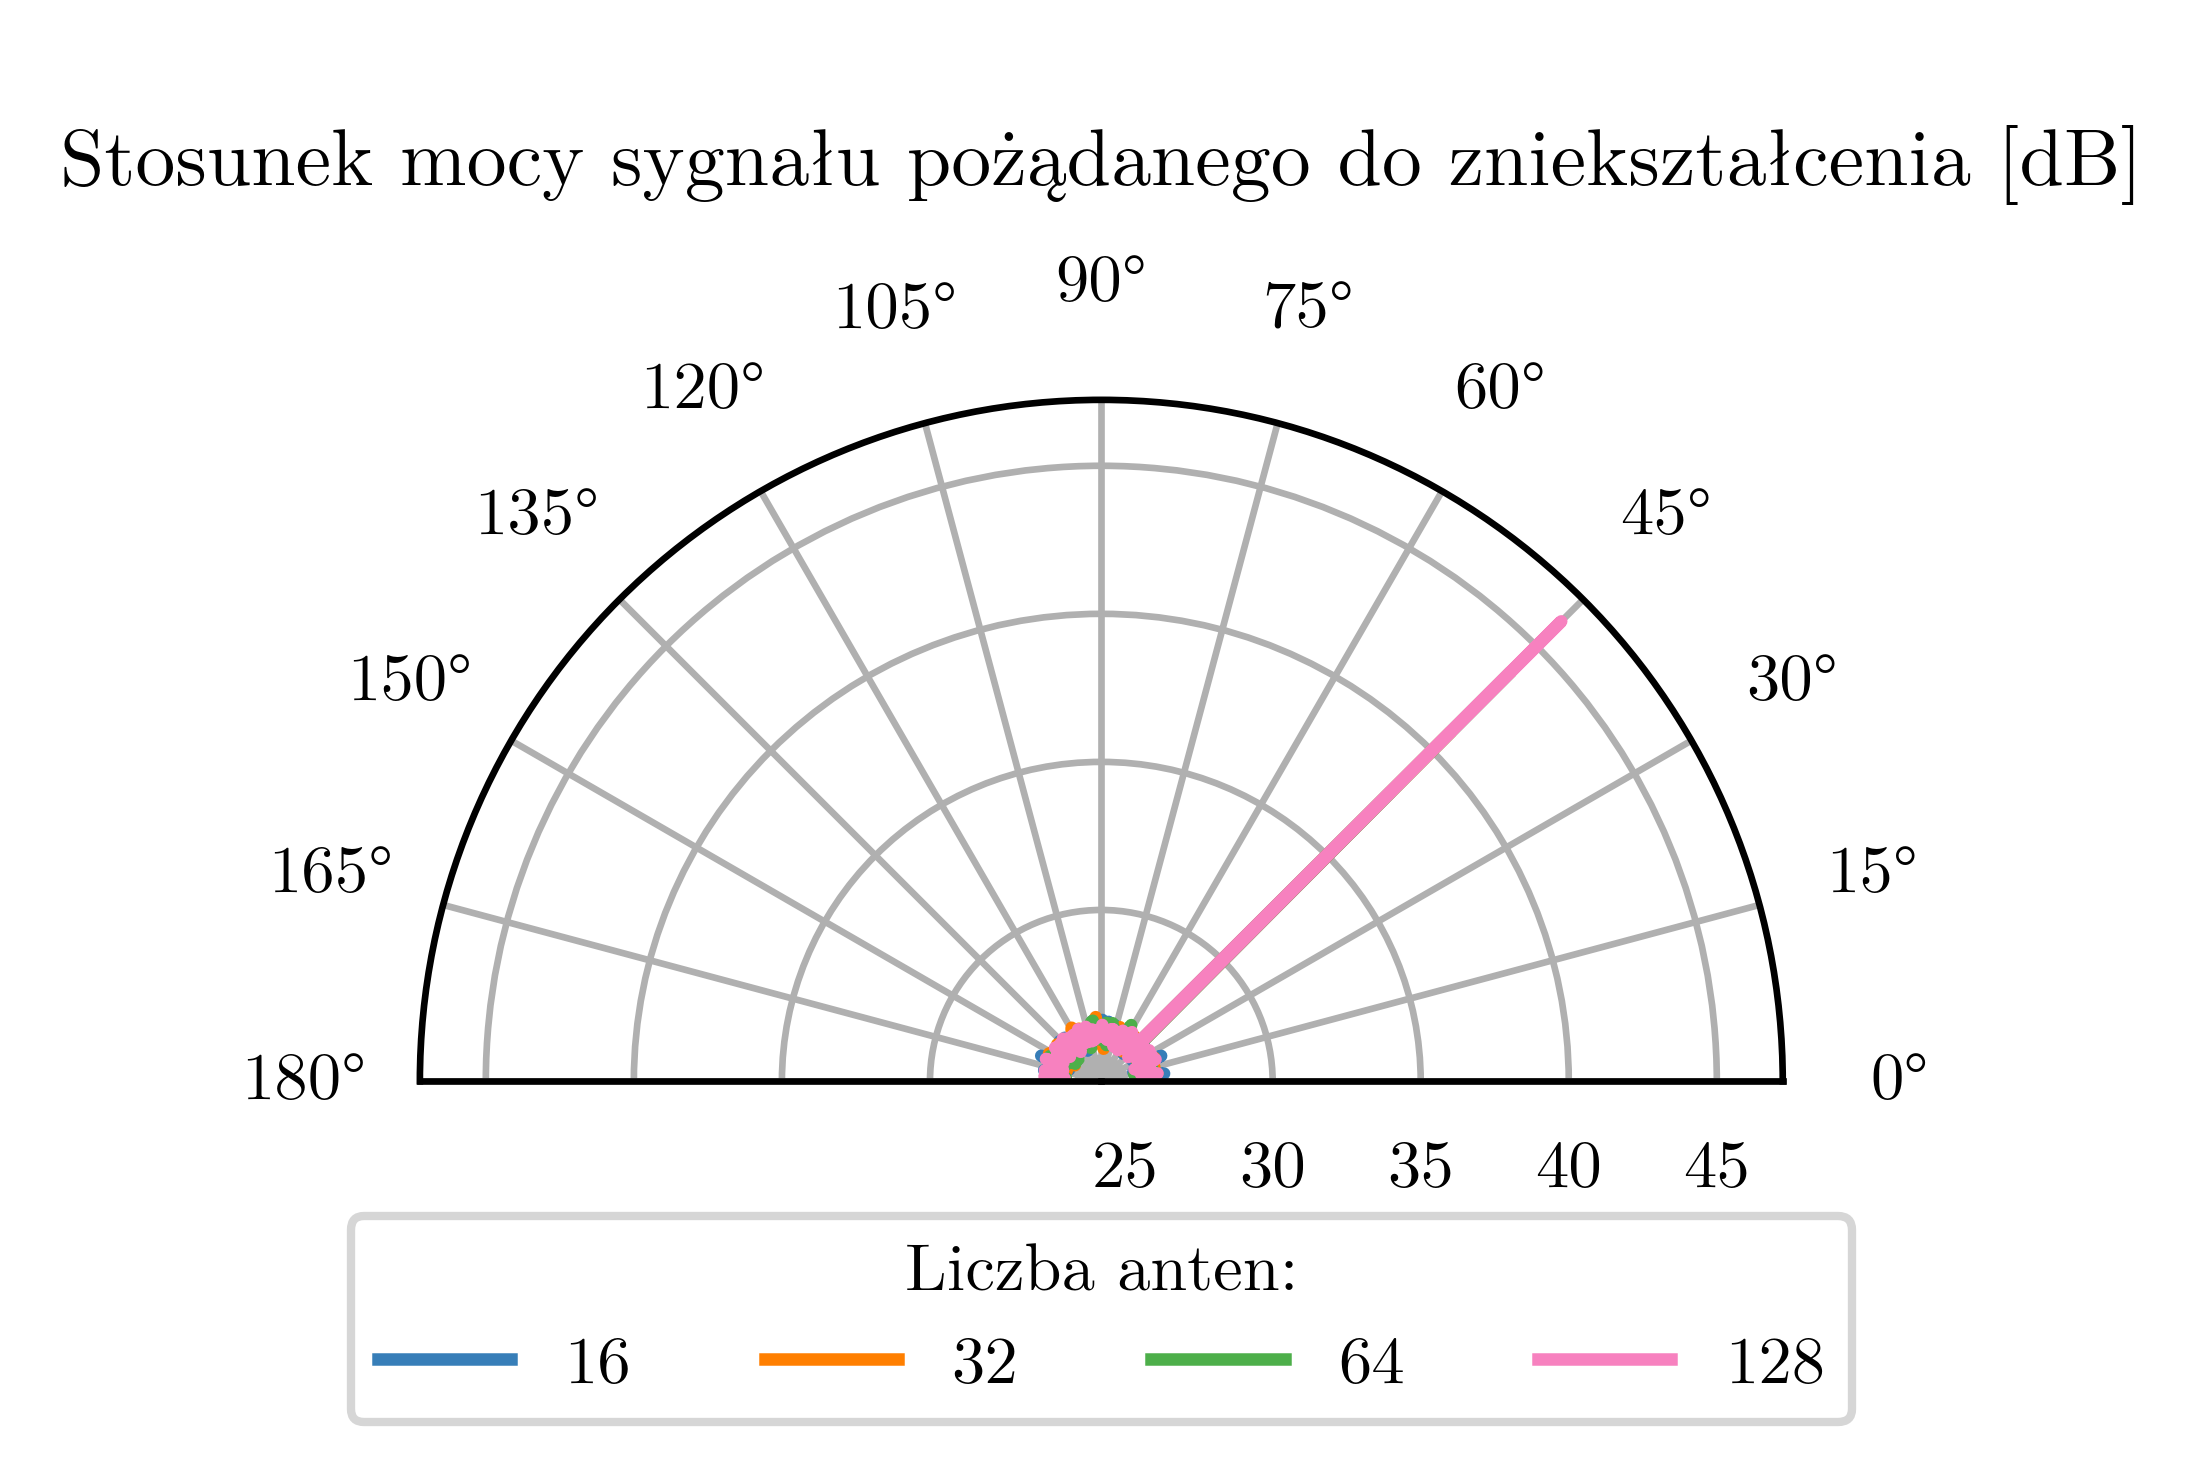 Stosunek mocy sygnału pożądanego do zniekształcenia [dB]
90°
105° 75°
120° 60°
135° 45°
150° 30°
165° 15°
180° 0°
25 30 35 40 45
Liczba anten:
16 32 64 128